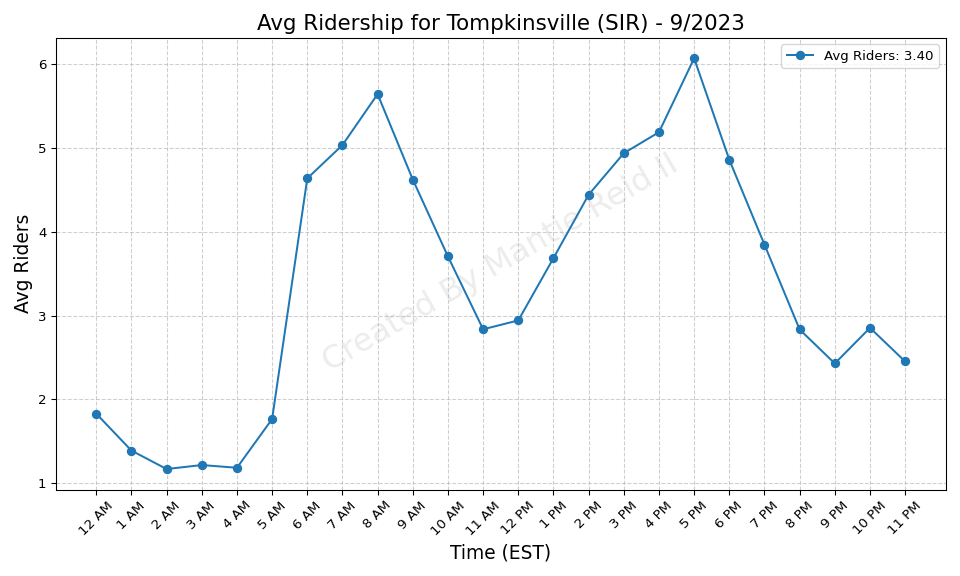 Avg Ridership for Tompkinsville (SIR) - 9/2023
Avg Riders: 3.40
Avg Riders
6
5
4
3
2
1
Created By Mantie Reid II
12 AM
1 AM
2 AM
3 AM
4 AM
5 AM
6 AM
7 AM
8 AM
9 AM
10 AM
11 AM
12 PM
1 PM
2 PM
3 PM
4 PM
5 PM
6 PM
7 PM
8 PM
9 PM
10 PM
11 PM
Time (EST)